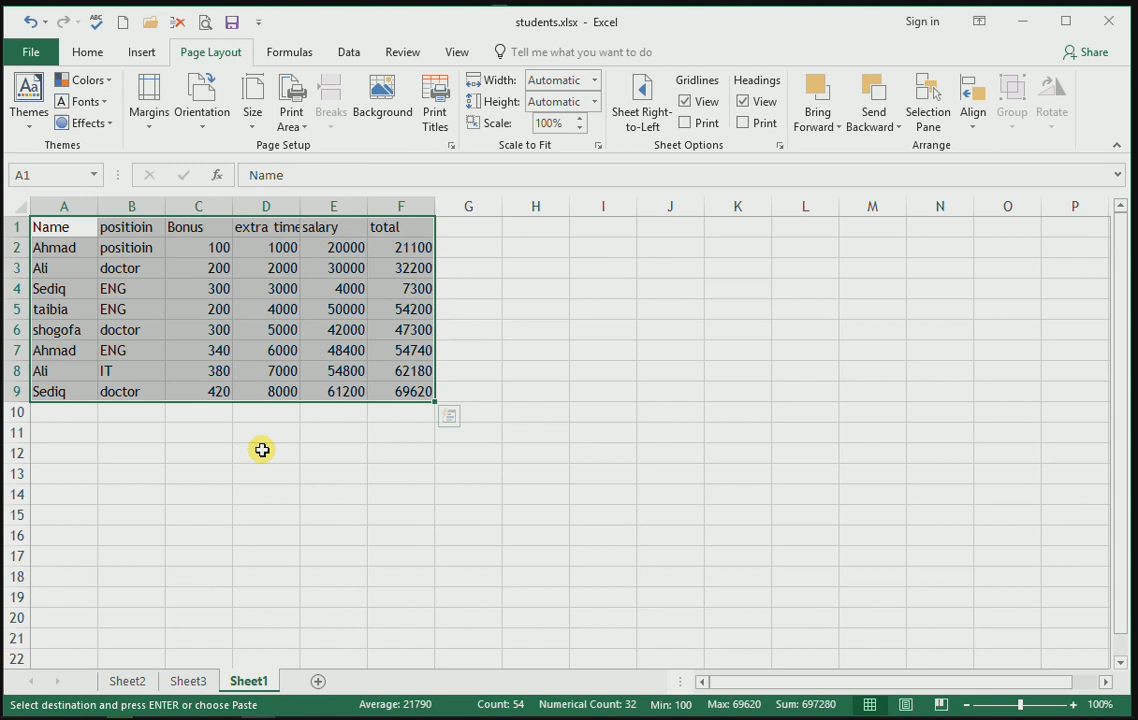 ABC
students.xlsx - Excel
Sign in
File Home Insert Page Layout Formulas Data Review View Tell me what you want to do Share
Themes
Colors
Fonts
Effects
Themes
Margins
Orientation
Size
Print Area
Breaks
Background
Print Titles
Page Setup
Width: Automatic
Height: Automatic
Scale: 100%
Scale to Fit
Sheet Right-to-Left
Gridlines
View
Print
Headings
View
Print
Sheet Options
Bring Forward
Send Backward
Selection Pane
Align
Group
Rotate
Arrange
A1 fx Name
A B C D E F G H I J K L M N O P
1 Name positioin Bonus extra time salary total
2 Ahmad positioin 100 1000 20000 21100
3 Ali doctor 200 2000 30000 32200
4 Sediq ENG 300 3000 4000 7300
5 taibia ENG 200 4000 50000 54200
6 shogofa doctor 300 5000 42000 47300
7 Ahmad ENG 340 6000 48400 54740
8 Ali IT 380 7000 54800 62180
9 Sediq doctor 420 8000 61200 69620
10
11
12
13
14
15
16
17
18
19
20
21
22
Sheet2 Sheet3 Sheet1
Select destination and press ENTER or choose Paste Average: 21790 Count: 54 Numerical Count: 32 Min: 100 Max: 69620 Sum: 697280 100%